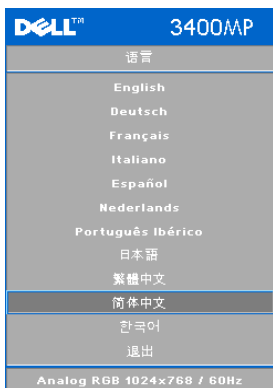 DELL™ 3400MP
语言
English
Deutsch
Français
Italiano
Español
Nederlands
Português Ibérico
日本語
繁體中文
简体中文
한국어
退出
Analog RGB 1024x768 / 60Hz